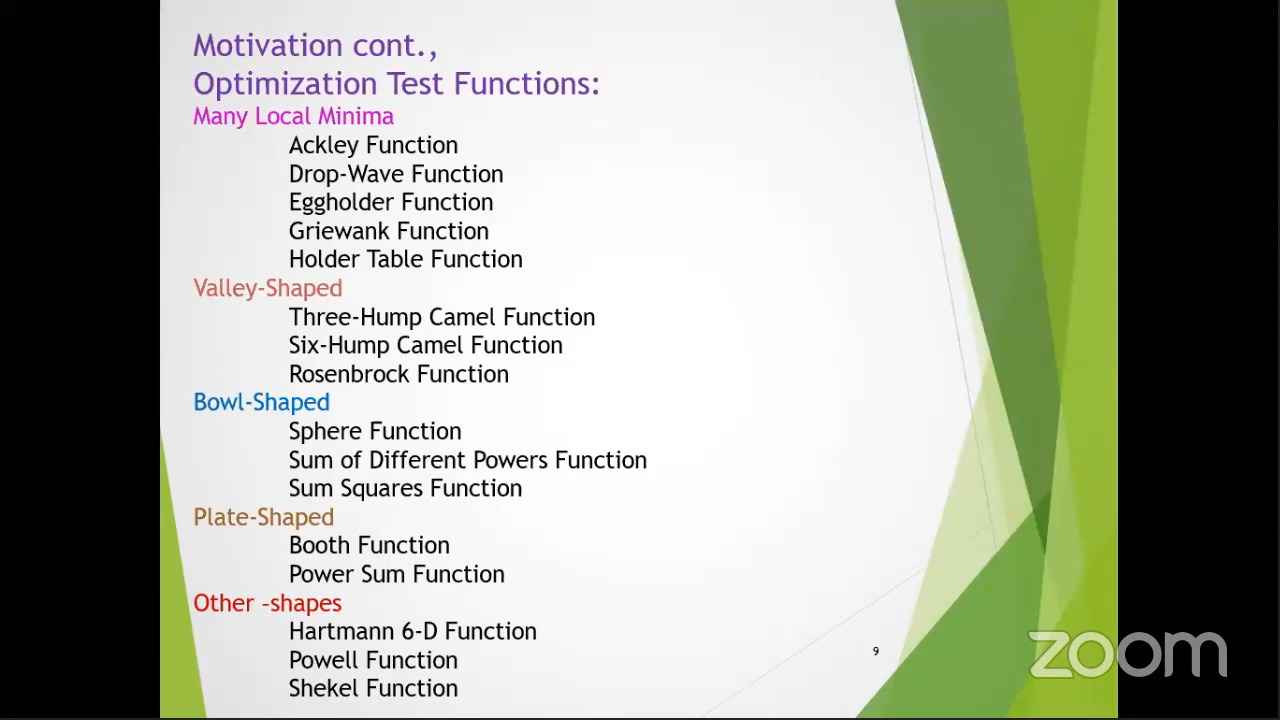 Motivation cont.,
Optimization Test Functions:
Many Local Minima
Ackley Function
Drop-Wave Function
Eggholder Function
Griewank Function
Holder Table Function
Valley-Shaped
Three-Hump Camel Function
Six-Hump Camel Function
Rosenbrock Function
Bowl-Shaped
Sphere Function
Sum of Different Powers Function
Sum Squares Function
Plate-Shaped
Booth Function
Power Sum Function
Other –shapes
Hartmann 6-D Function
Powell Function
Shekel Function
9
zoom